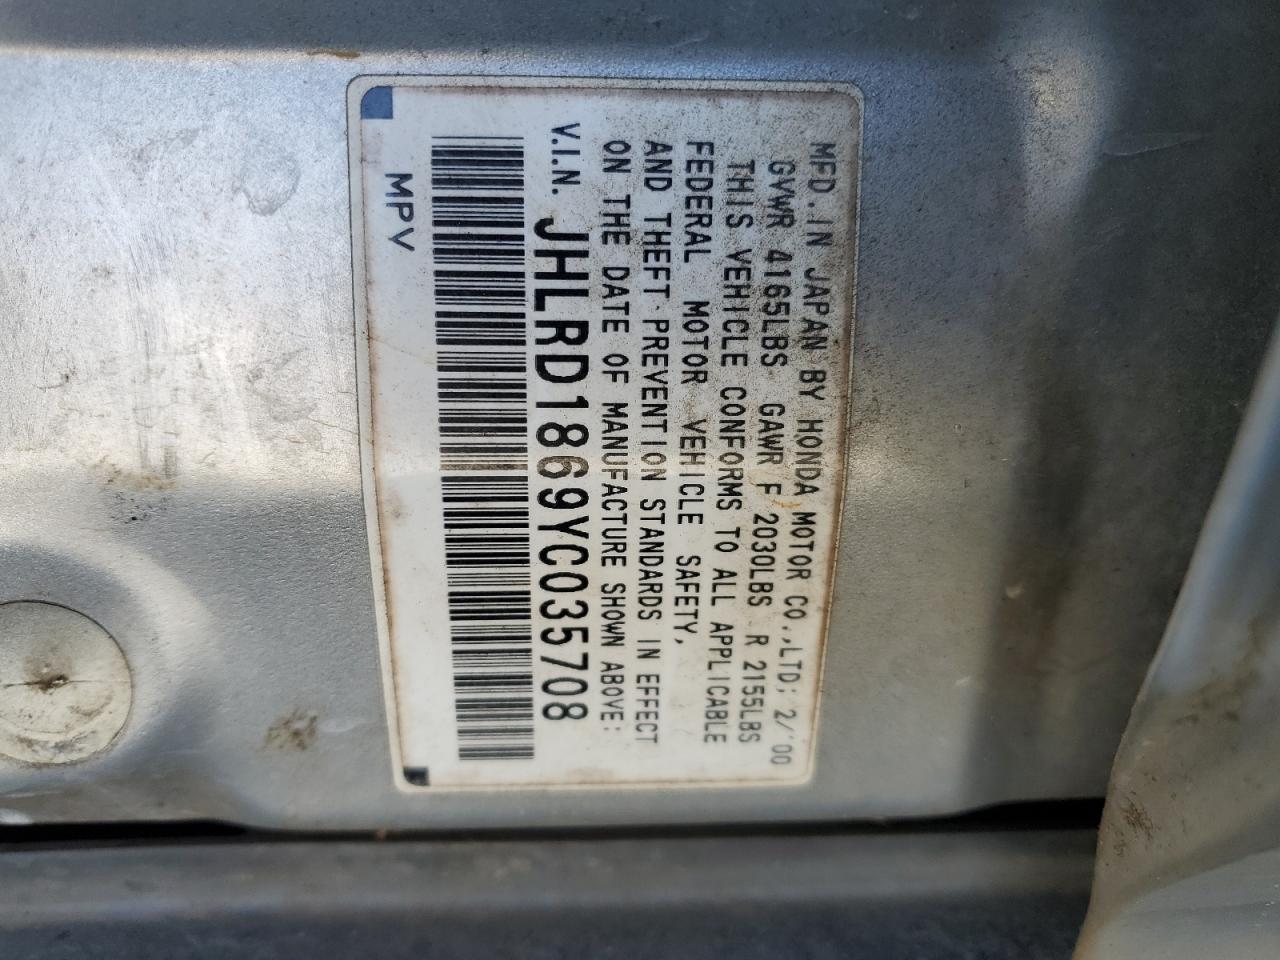 MFD.IN JAPAN BY HONDA MOTOR CO.,LTD; 2/'00
GVWR 4165LBS GAWR F 2030LBS R 2155LBS
THIS VEHICLE CONFORMS TO ALL APPLICABLE
FEDERAL MOTOR VEHICLE SAFETY,
AND THEFT PREVENTION STANDARDS IN EFFECT
ON THE DATE OF MANUFACTURE SHOWN ABOVE:
V.I.N. JHLRD1869YC035708
MPV